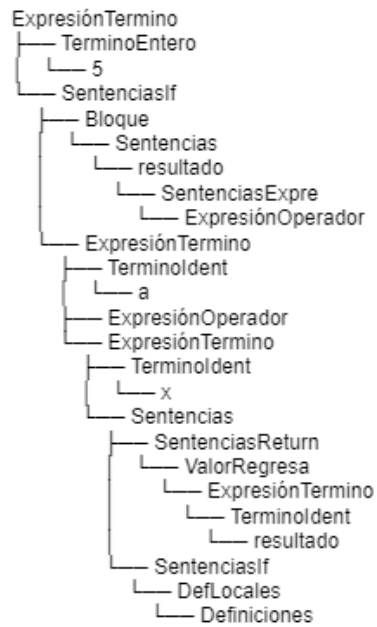 ExpresiónTermino
TerminoEntero
5
SentenciasIf
Bloque
Sentencias
resultado
SentenciasExpre
ExpresiónOperador
ExpresiónTermino
TerminoIdent
a
ExpresiónOperador
ExpresiónTermino
TerminoIdent
x
Sentencias
SentenciasReturn
ValorRegresa
ExpresiónTermino
TerminoIdent
resultado
SentenciasIf
DefLocales
Definiciones